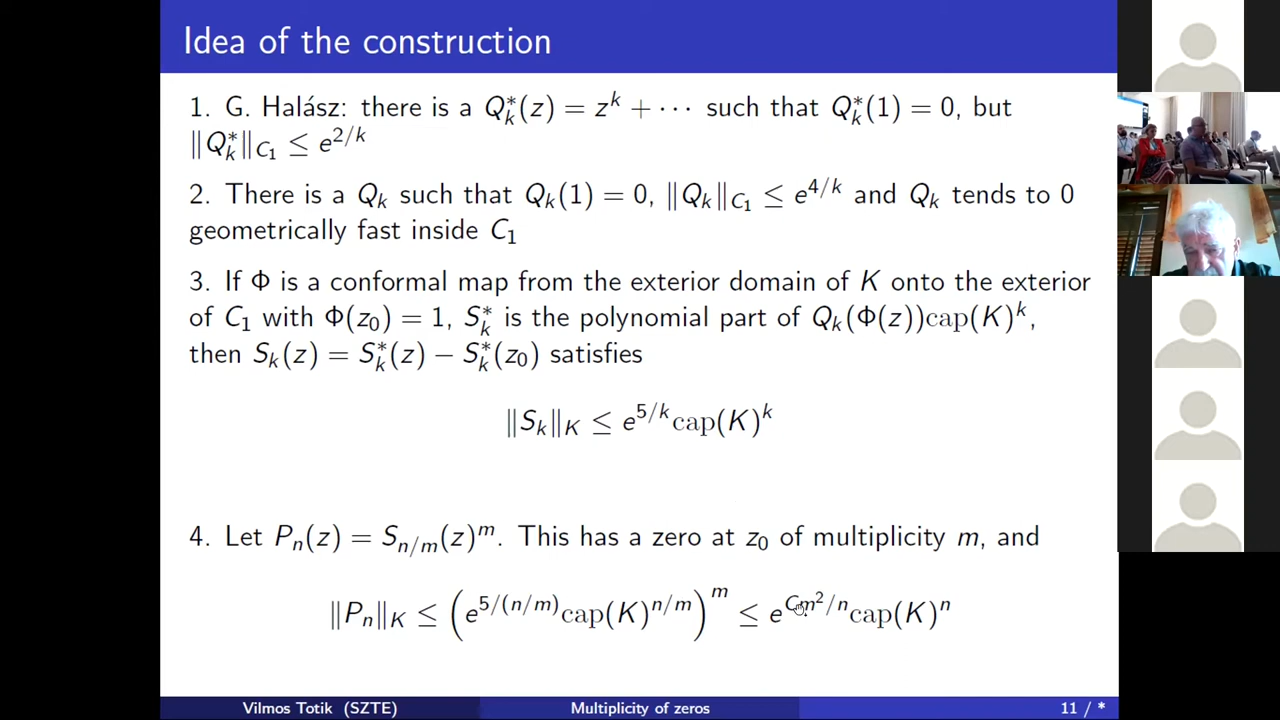 Idea of the construction
1. G. Halász: there is a Q*_k(z) = z^k + ··· such that Q*_k(1) = 0, but
‖Q*_k‖_{C_1} ≤ e^{2/k}
2. There is a Q_k such that Q_k(1) = 0, ‖Q_k‖_{C_1} ≤ e^{4/k} and Q_k tends to 0
geometrically fast inside C_1
3. If Φ is a conformal map from the exterior domain of K onto the exterior
of C_1 with Φ(z_0) = 1, S*_k is the polynomial part of Q_k(Φ(z))cap(K)^k,
then S_k(z) = S*_k(z) − S*_k(z_0) satisfies
‖S_k‖_K ≤ e^{5/k}cap(K)^k
4. Let P_n(z) = S_{n/m}(z)^m. This has a zero at z_0 of multiplicity m, and
‖P_n‖_K ≤ (e^{5/(n/m)}cap(K)^{n/m})^m ≤ e^{Cm^2/n}cap(K)^n
Vilmos Totik (SZTE) Multiplicity of zeros 11 / *